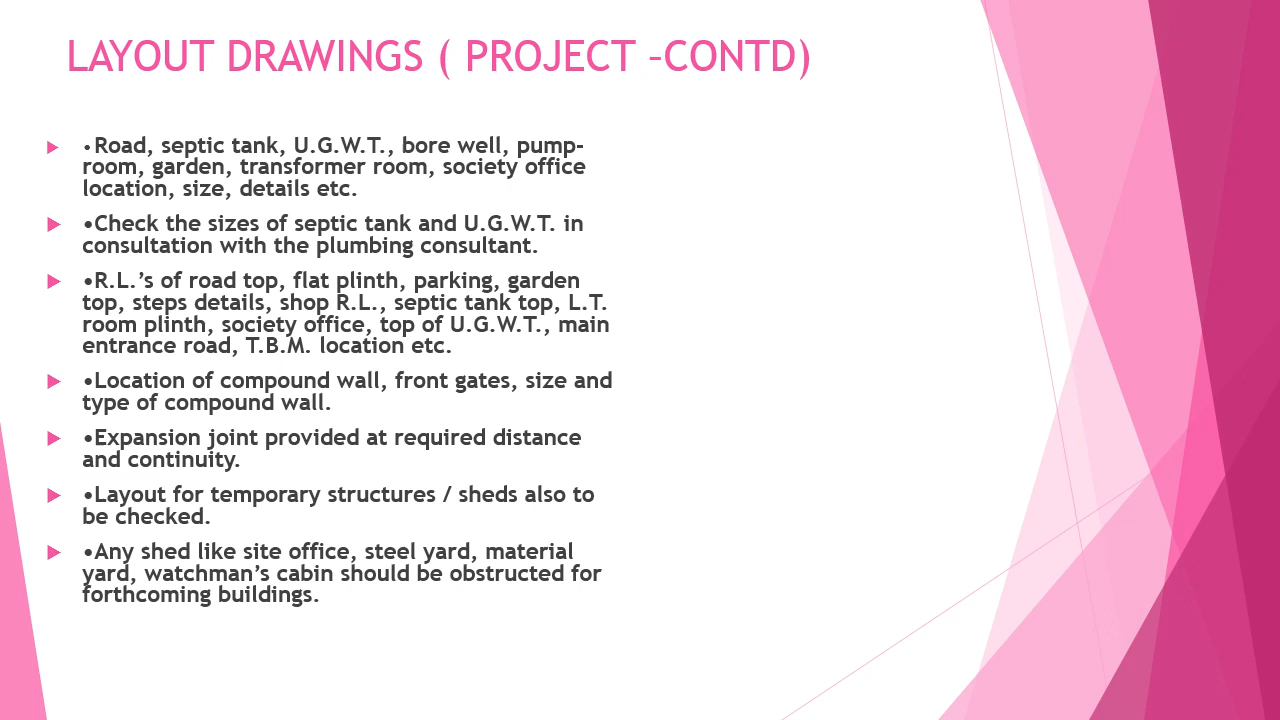 LAYOUT DRAWINGS ( PROJECT –CONTD)
•Road, septic tank, U.G.W.T., bore well, pump-
room, garden, transformer room, society office
location, size, details etc.
•Check the sizes of septic tank and U.G.W.T. in
consultation with the plumbing consultant.
•R.L.’s of road top, flat plinth, parking, garden
top, steps details, shop R.L., septic tank top, L.T.
room plinth, society office, top of U.G.W.T., main
entrance road, T.B.M. location etc.
•Location of compound wall, front gates, size and
type of compound wall.
•Expansion joint provided at required distance
and continuity.
•Layout for temporary structures / sheds also to
be checked.
•Any shed like site office, steel yard, material
yard, watchman’s cabin should be obstructed for
forthcoming buildings.